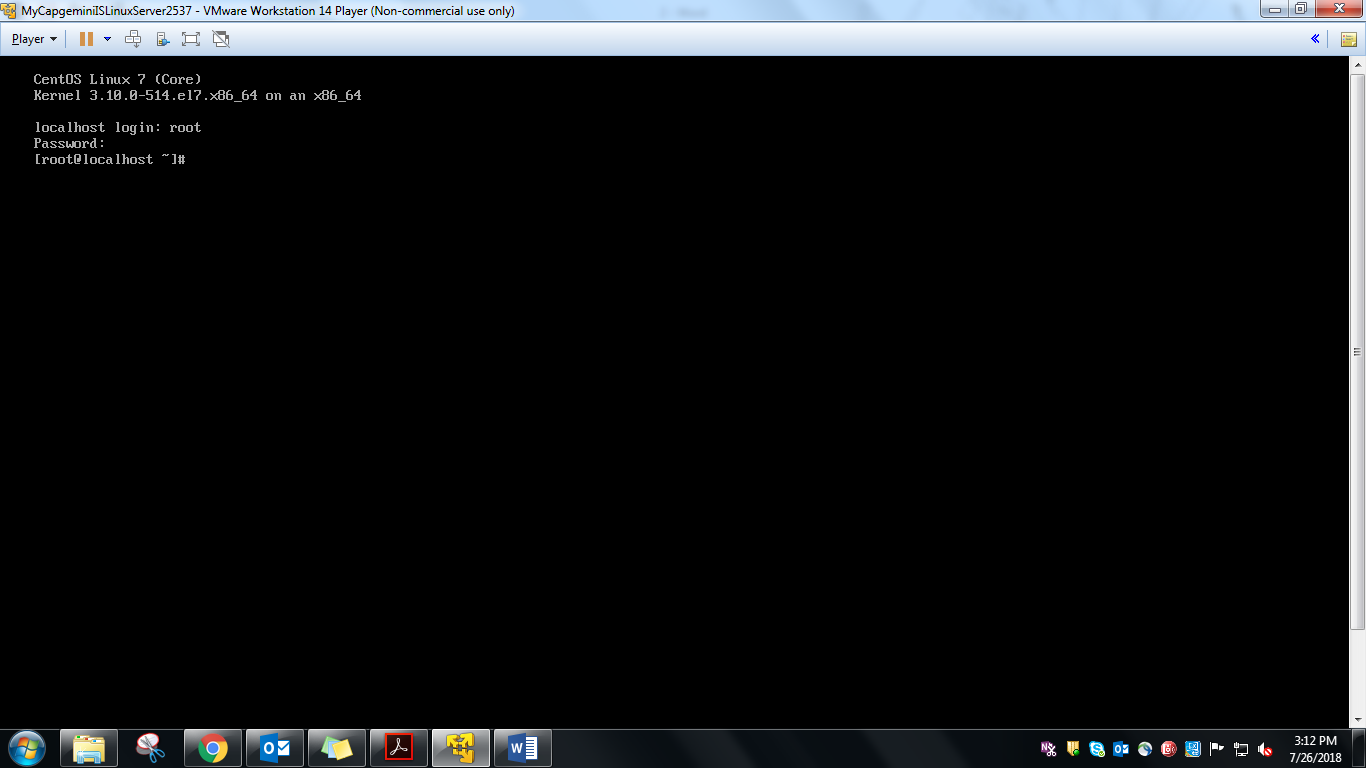 MyCapgeminiISLinuxServer2537 - VMware Workstation 14 Player (Non-commercial use only)
Player
CentOS Linux 7 (Core)
Kernel 3.10.0-514.el7.x86_64 on an x86_64
localhost login: root
Password:
[root@localhost ~]#
3:12 PM
7/26/2018